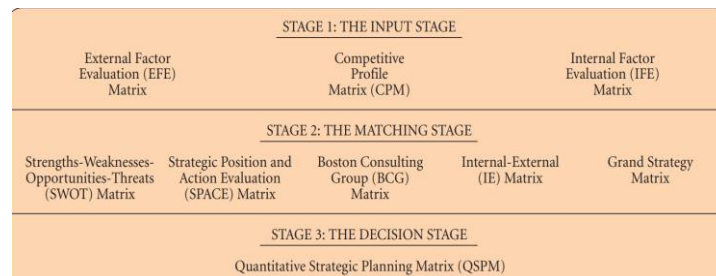 STAGE 1: THE INPUT STAGE
External Factor
Evaluation (EFE)
Matrix
Competitive
Profile
Matrix (CPM)
Internal Factor
Evaluation (IFE)
Matrix
STAGE 2: THE MATCHING STAGE
Strengths-Weaknesses-
Opportunities-Threats
(SWOT) Matrix
Strategic Position and
Action Evaluation
(SPACE) Matrix
Boston Consulting
Group (BCG)
Matrix
Internal-External
(IE) Matrix
Grand Strategy
Matrix
STAGE 3: THE DECISION STAGE
Quantitative Strategic Planning Matrix (QSPM)